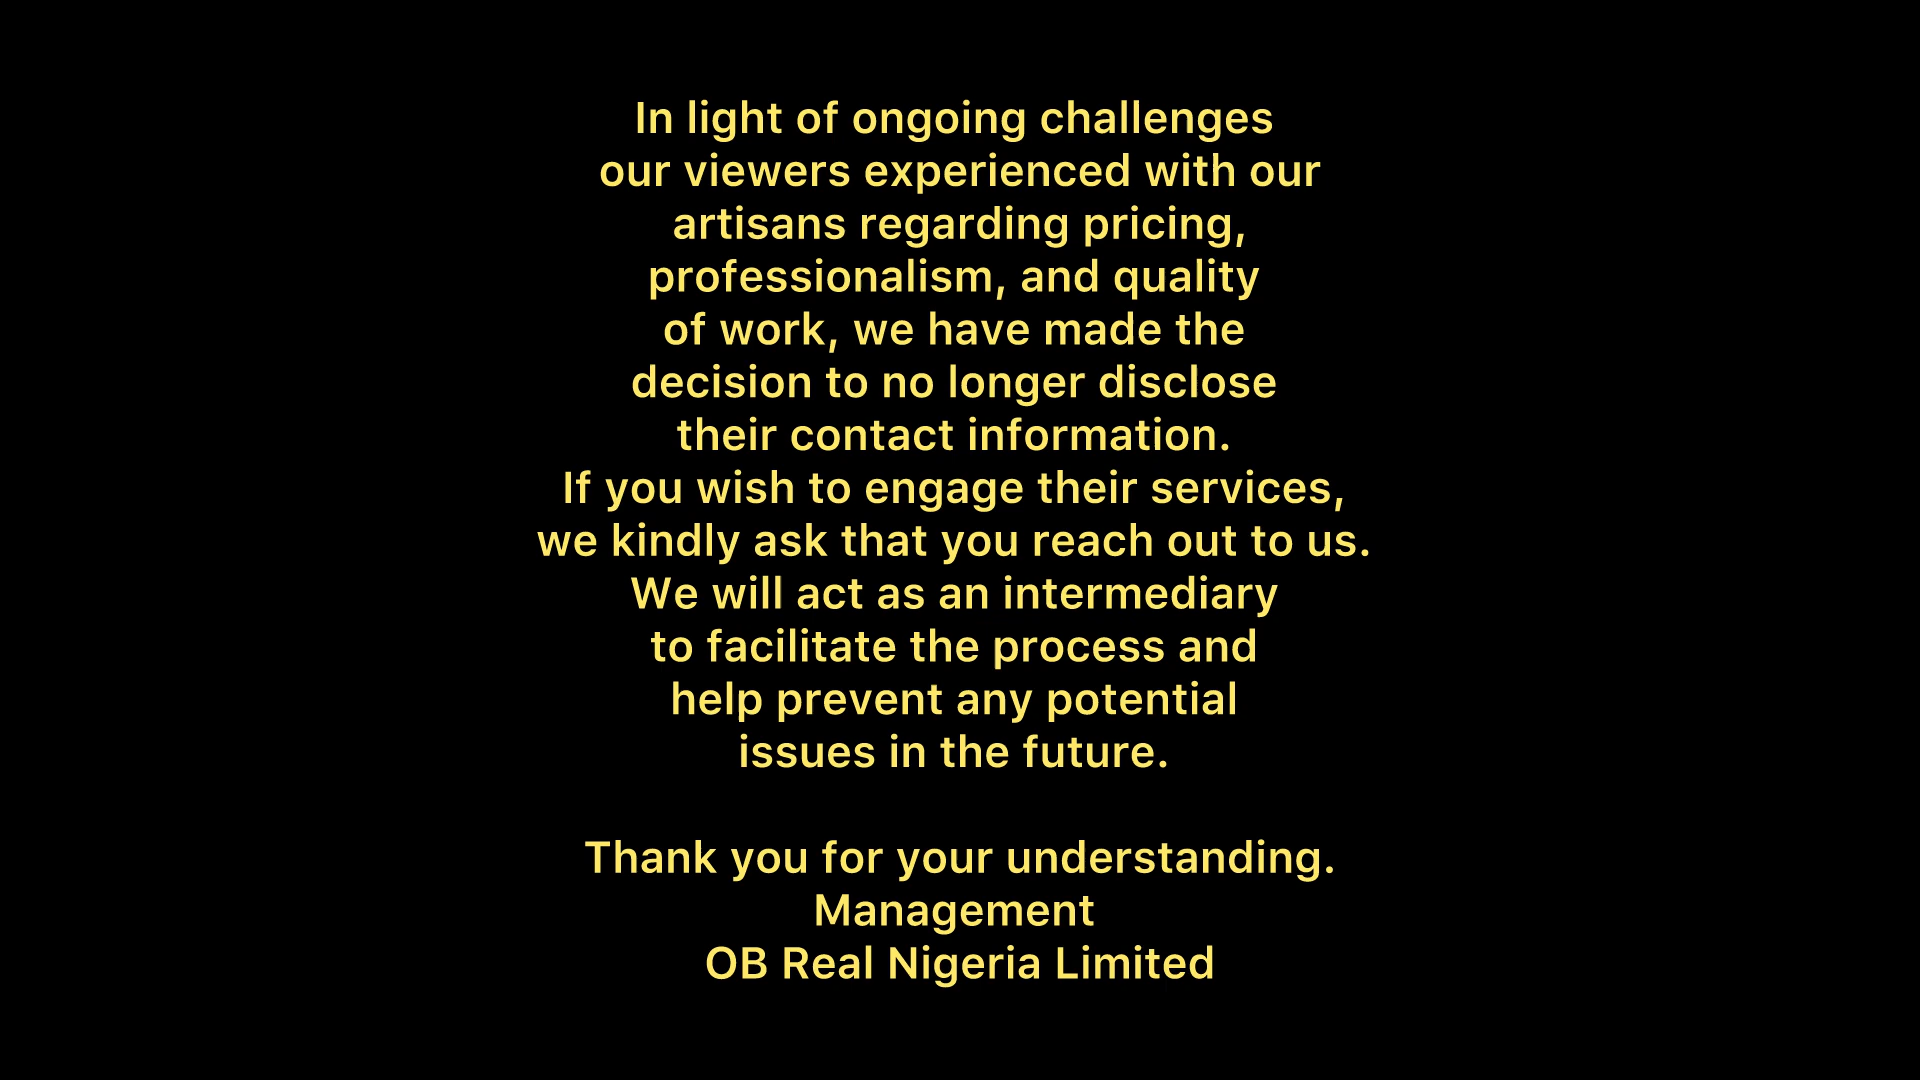 In light of ongoing challenges
our viewers experienced with our
artisans regarding pricing,
professionalism, and quality
of work, we have made the
decision to no longer disclose
their contact information.
If you wish to engage their services,
we kindly ask that you reach out to us.
We will act as an intermediary
to facilitate the process and
help prevent any potential
issues in the future.
Thank you for your understanding.
Management
OB Real Nigeria Limited